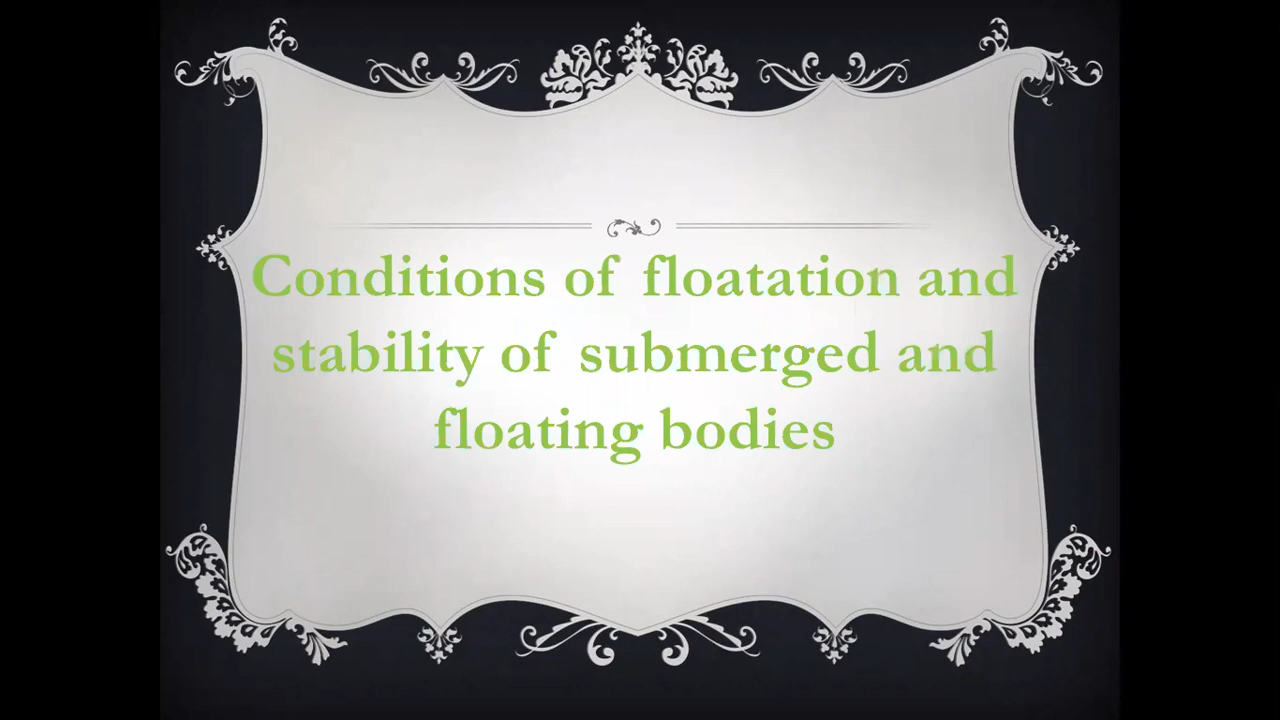 Conditions of floatation and
stability of submerged and
floating bodies